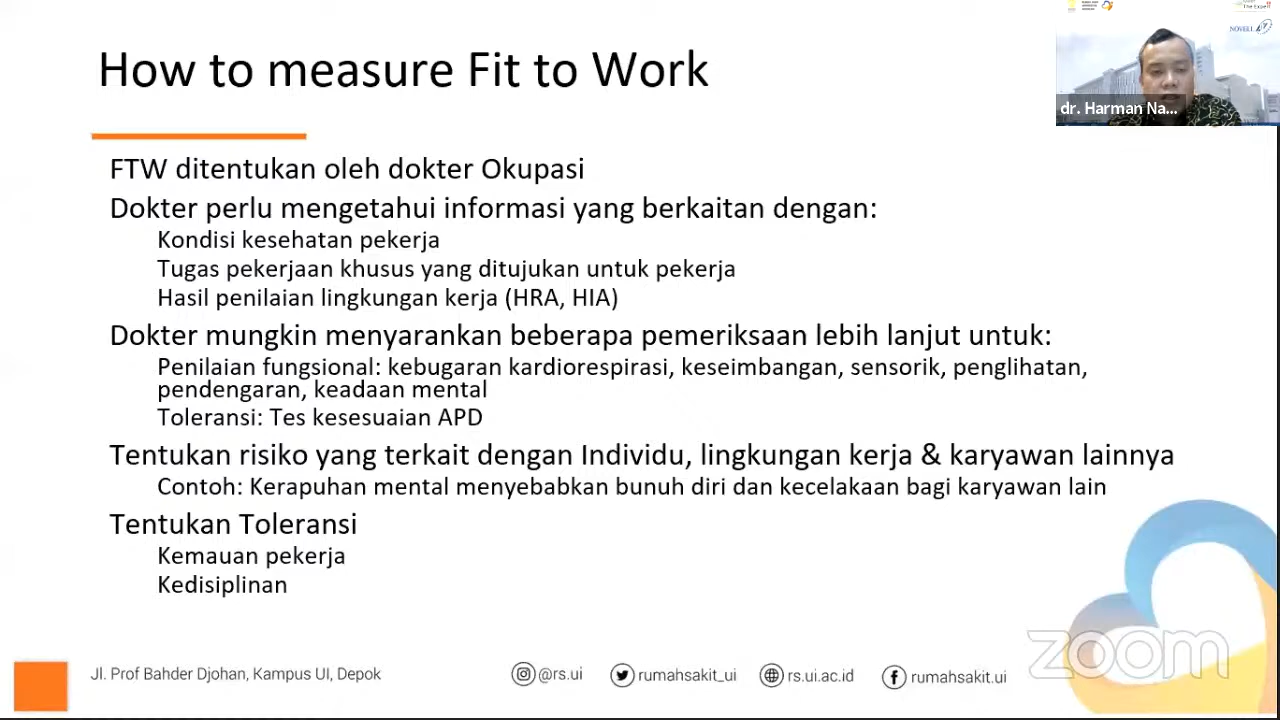 How to measure Fit to Work
The Expert
NOVELL
dr. Harman Na...
FTW ditentukan oleh dokter Okupasi
Dokter perlu mengetahui informasi yang berkaitan dengan:
Kondisi kesehatan pekerja
Tugas pekerjaan khusus yang ditujukan untuk pekerja
Hasil penilaian lingkungan kerja (HRA, HIA)
Dokter mungkin menyarankan beberapa pemeriksaan lebih lanjut untuk:
Penilaian fungsional: kebugaran kardiorespirasi, keseimbangan, sensorik, penglihatan,
pendengaran, keadaan mental
Toleransi: Tes kesesuaian APD
Tentukan risiko yang terkait dengan Individu, lingkungan kerja & karyawan lainnya
Contoh: Kerapuhan mental menyebabkan bunuh diri dan kecelakaan bagi karyawan lain
Tentukan Toleransi
Kemauan pekerja
Kedisiplinan
zoom
Jl. Prof Bahder Djohan, Kampus UI, Depok
@rs.ui
rumahsakit_ui
rs.ui.ac.id
rumahsakit.ui